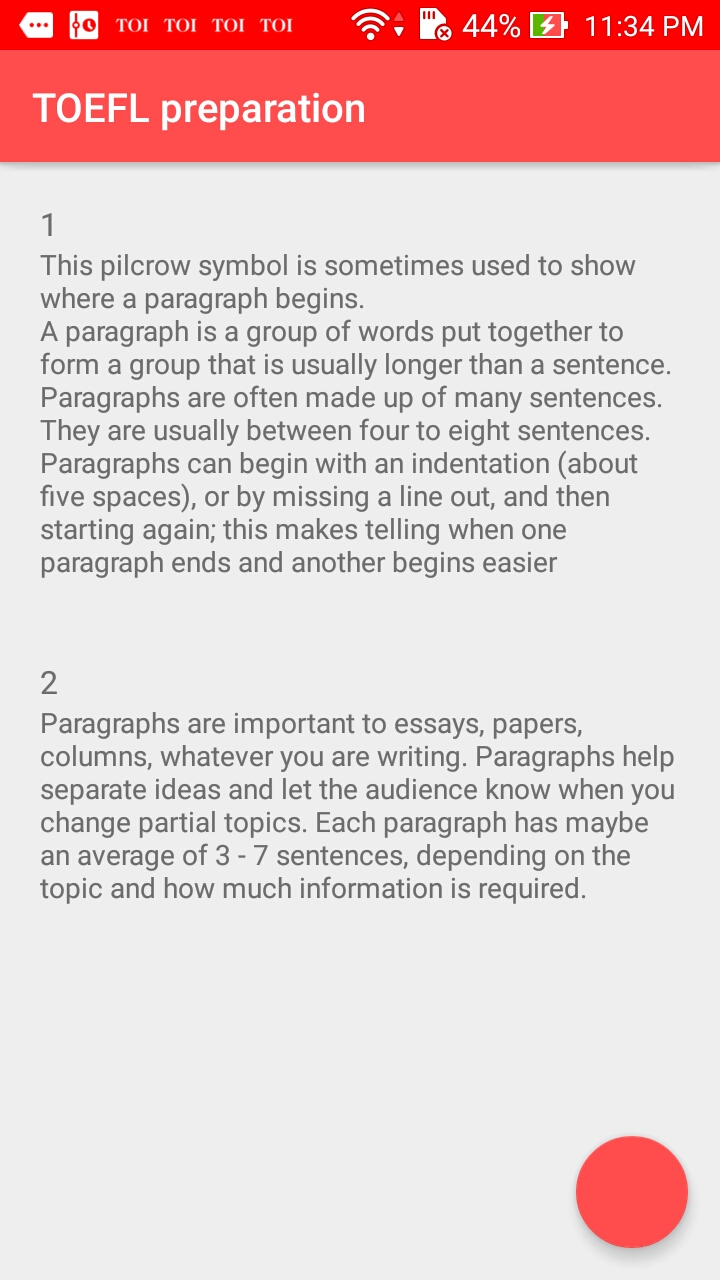 TOI TOI TOI TOI 44% 11:34 PM
TOEFL preparation
1
This pilcrow symbol is sometimes used to show
where a paragraph begins.
A paragraph is a group of words put together to
form a group that is usually longer than a sentence.
Paragraphs are often made up of many sentences.
They are usually between four to eight sentences.
Paragraphs can begin with an indentation (about
five spaces), or by missing a line out, and then
starting again; this makes telling when one
paragraph ends and another begins easier
2
Paragraphs are important to essays, papers,
columns, whatever you are writing. Paragraphs help
separate ideas and let the audience know when you
change partial topics. Each paragraph has maybe
an average of 3 - 7 sentences, depending on the
topic and how much information is required.